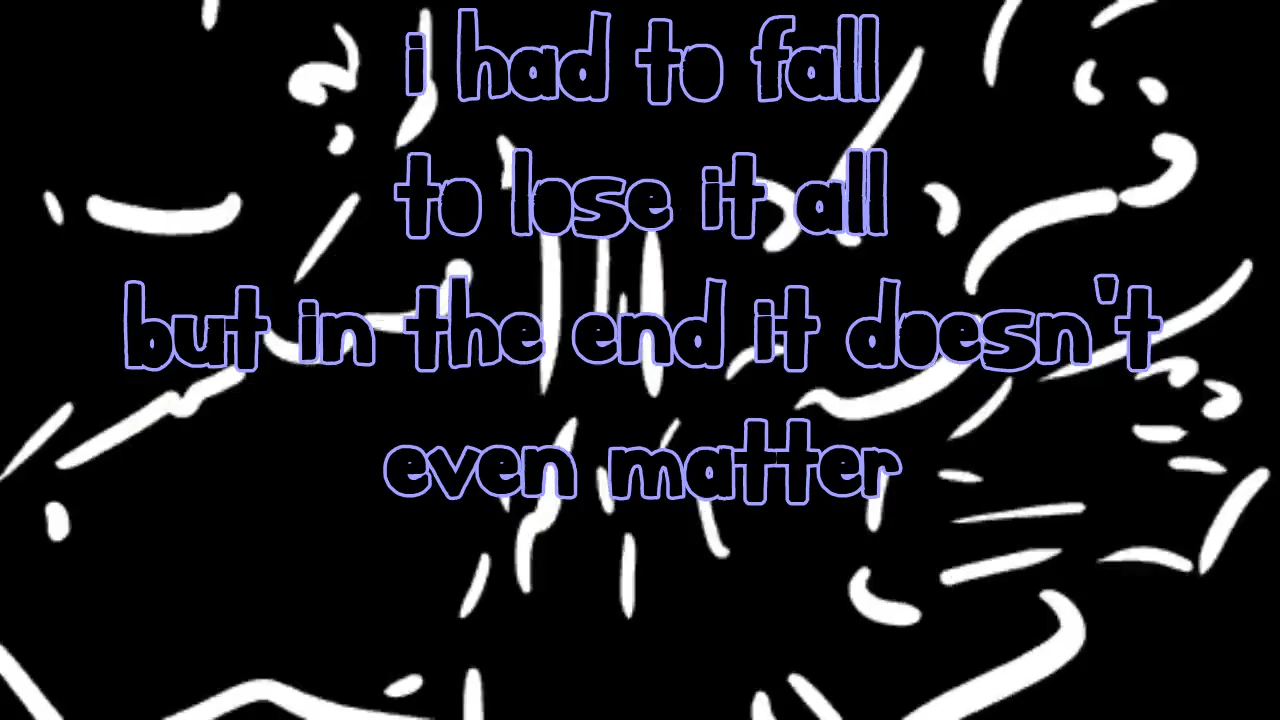 i had to fall
to lose it all
but in the end it doesn't
even matter